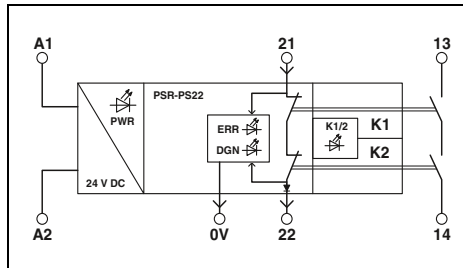 A1 21 13
PSR-PS22
PWR
ERR
DGN
K1/2
K1
K2
24 V DC
A2 0V 22 14